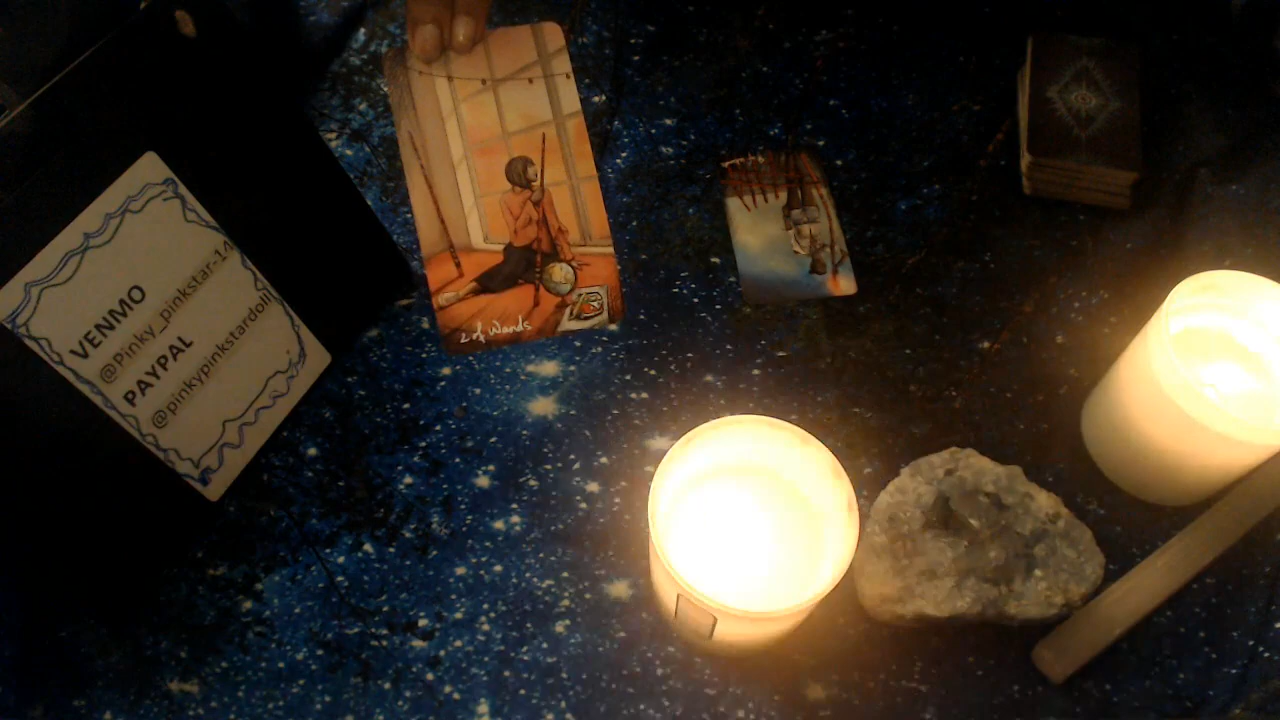 VENMO
@Pinky_pinkstar-14
PAYPAL
@pinkypinkstardoll
2 of Wands